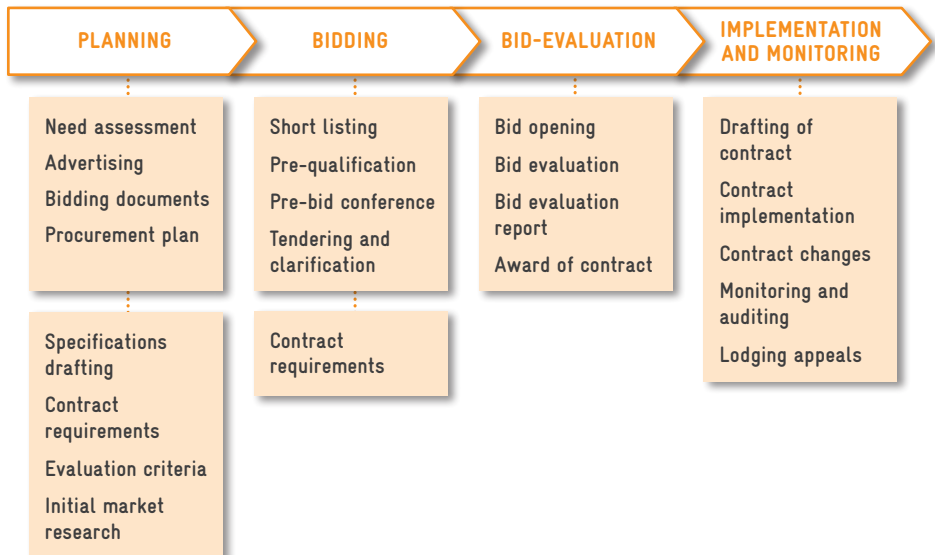 PLANNING
BIDDING
BID-EVALUATION
IMPLEMENTATION
AND MONITORING
Need assessment
Advertising
Bidding documents
Procurement plan
Specifications
drafting
Contract
requirements
Evaluation criteria
Initial market
research
Short listing
Pre-qualification
Pre-bid conference
Tendering and
clarification
Contract
requirements
Bid opening
Bid evaluation
Bid evaluation
report
Award of contract
Drafting of
contract
Contract
implementation
Contract changes
Monitoring and
auditing
Lodging appeals